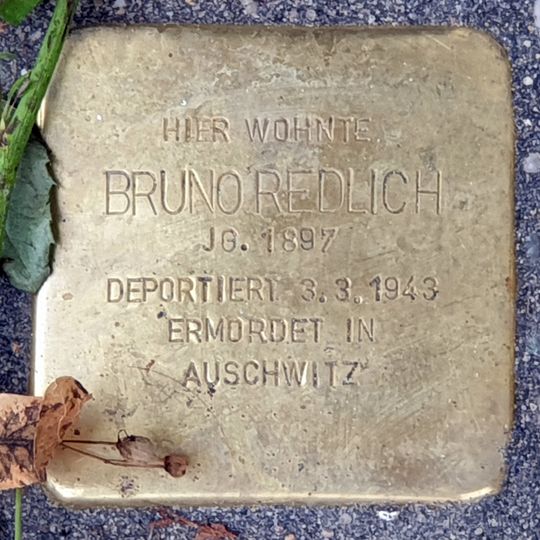 HIER WOHNTE
BRUNO REDLICH
JG. 1897
DEPORTIERT 3.3.1943
ERMORDET IN
AUSCHWITZ